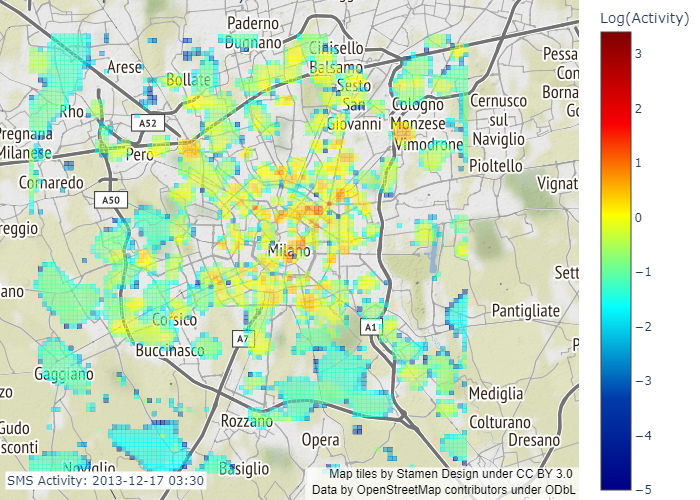 Log(Activity)
Paderno
Dugnano
Cinisello
Balsamo
Arese
Bollate
Sesto
San
Giovanni
Rho
A52
Cologno
Monzese
Cernusco
sul
Naviglio
Pessa
Con
Borna
Go
Pregnana
Milanese
Pero
Vimodrone
Pioltello
Cornaredo
Vignat
A50
reggio
Milano
Sett
ano
Corsico
Pantigliate
A7
A1
Buccinasco
P
Gaggiano
zo
Mediglia
Rozzano
Colturano
Gudo
sconti
Opera
Dresano
Noviglio
Basiglio
3
2
1
0
−1
−2
−3
−4
−5
SMS Activity: 2013-12-17 03:30
Map tiles by Stamen Design under CC BY 3.0
Data by OpenStreetMap contributors under ODbL